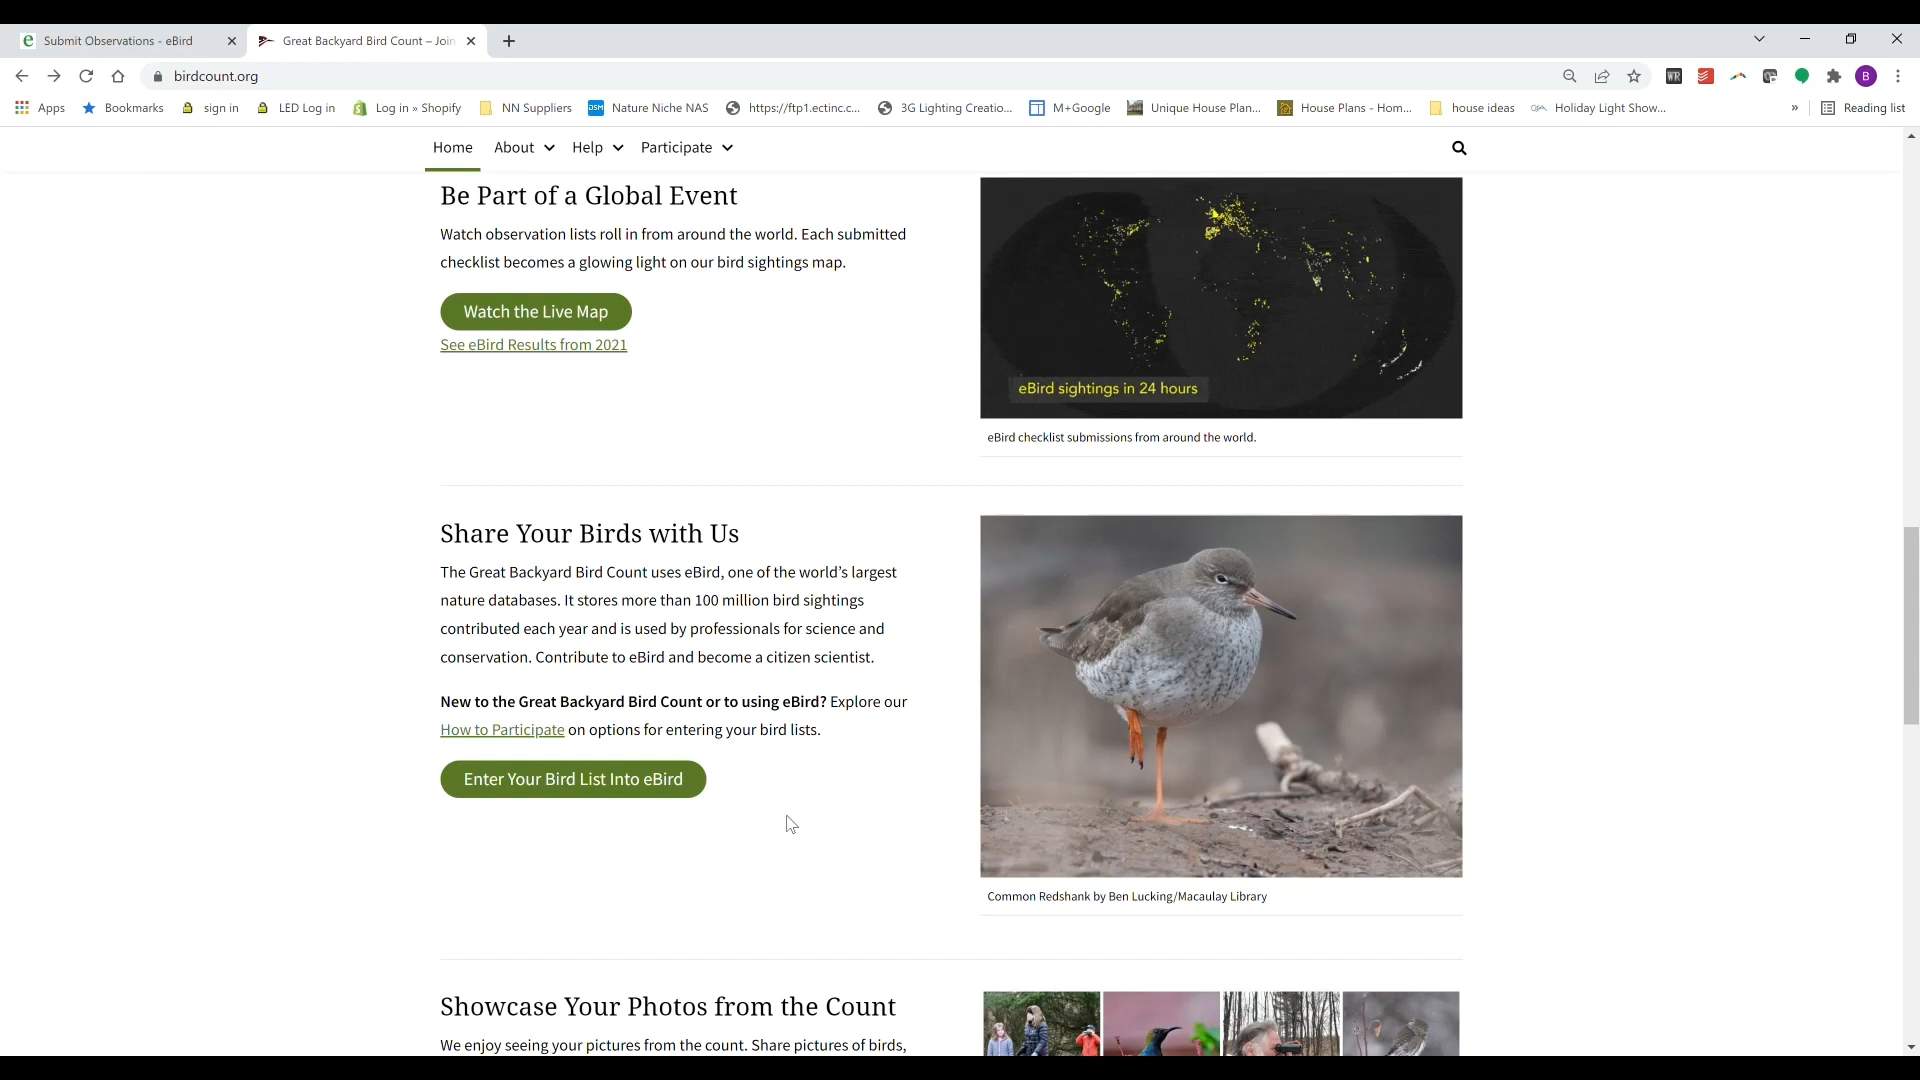 Submit Observations - eBird
Great Backyard Bird Count – Join
birdcount.org
WR
B
Apps
Bookmarks
sign in
LED Log in
Log in » Shopify
NN Suppliers
DSM
Nature Niche NAS
https://ftp1.ectinc.c...
3G Lighting Creatio...
M+Google
Unique House Plan...
House Plans - Hom...
house ideas
Holiday Light Show...
»
Reading list
Home
About
Help
Participate
Be Part of a Global Event
Watch observation lists roll in from around the world. Each submitted
checklist becomes a glowing light on our bird sightings map.
Watch the Live Map
See eBird Results from 2021
eBird sightings in 24 hours
eBird checklist submissions from around the world.
Share Your Birds with Us
The Great Backyard Bird Count uses eBird, one of the world’s largest
nature databases. It stores more than 100 million bird sightings
contributed each year and is used by professionals for science and
conservation. Contribute to eBird and become a citizen scientist.
New to the Great Backyard Bird Count or to using eBird? Explore our
How to Participate on options for entering your bird lists.
Enter Your Bird List Into eBird
Common Redshank by Ben Lucking/Macaulay Library
Showcase Your Photos from the Count
We enjoy seeing your pictures from the count. Share pictures of birds,